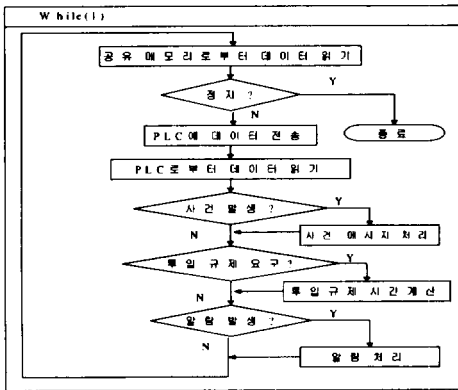 While(1)
공유 메모리로부터 데이터 읽기
정지 ?
Y
N
PLC에 데이터 전송
종료
PLC로부터 데이터 읽기
사건 발생 ?
Y
N
사건 메시지 처리
투입 규제 요구 ?
Y
N
투입규제 시간 계산
알람 발생 ?
Y
N
알람 처리